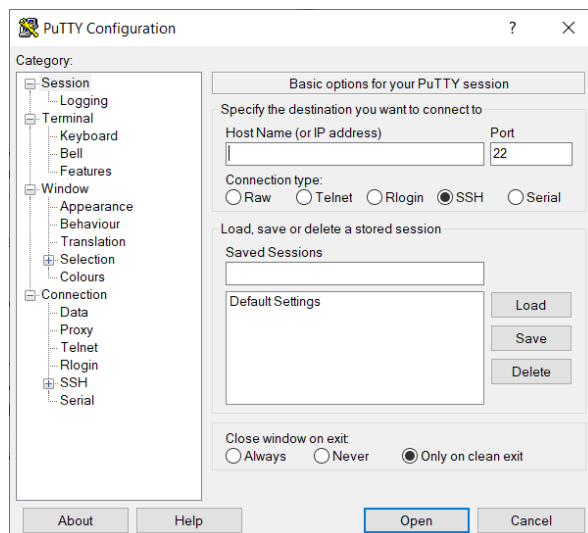 PuTTY Configuration
Category:
Session
Logging
Terminal
Keyboard
Bell
Features
Window
Appearance
Behaviour
Translation
Selection
Colours
Connection
Data
Proxy
Telnet
Rlogin
SSH
Serial
Basic options for your PuTTY session
Specify the destination you want to connect to
Host Name (or IP address) Port
22
Connection type:
Raw Telnet Rlogin SSH Serial
Load, save or delete a stored session
Saved Sessions
Default Settings
Load
Save
Delete
Close window on exit:
Always Never Only on clean exit
About Help Open Cancel